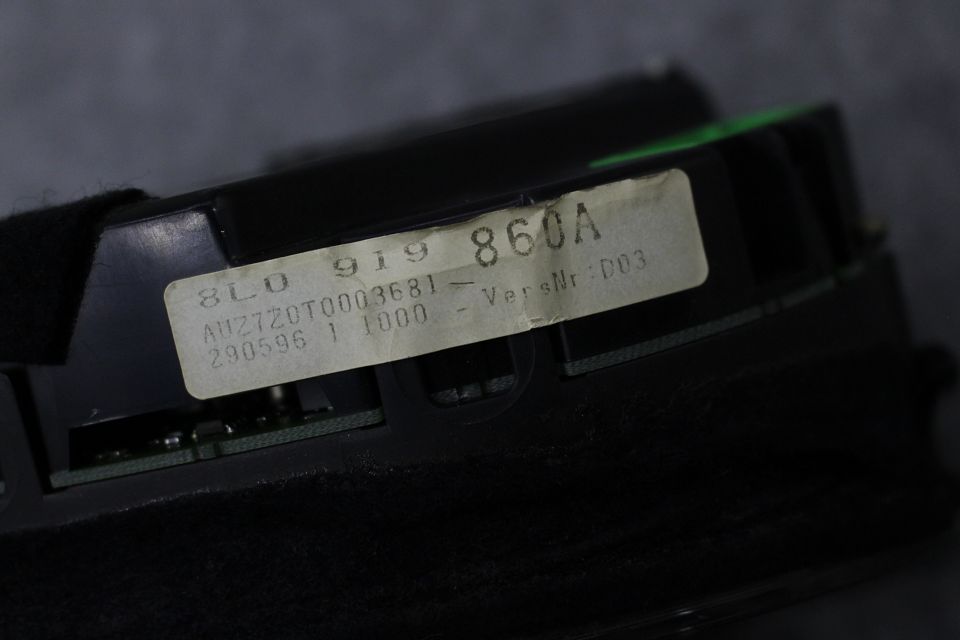 8L0 919 860A
AUZ7Z0T0003681 –
290596 1 1000 - VersNr:D03